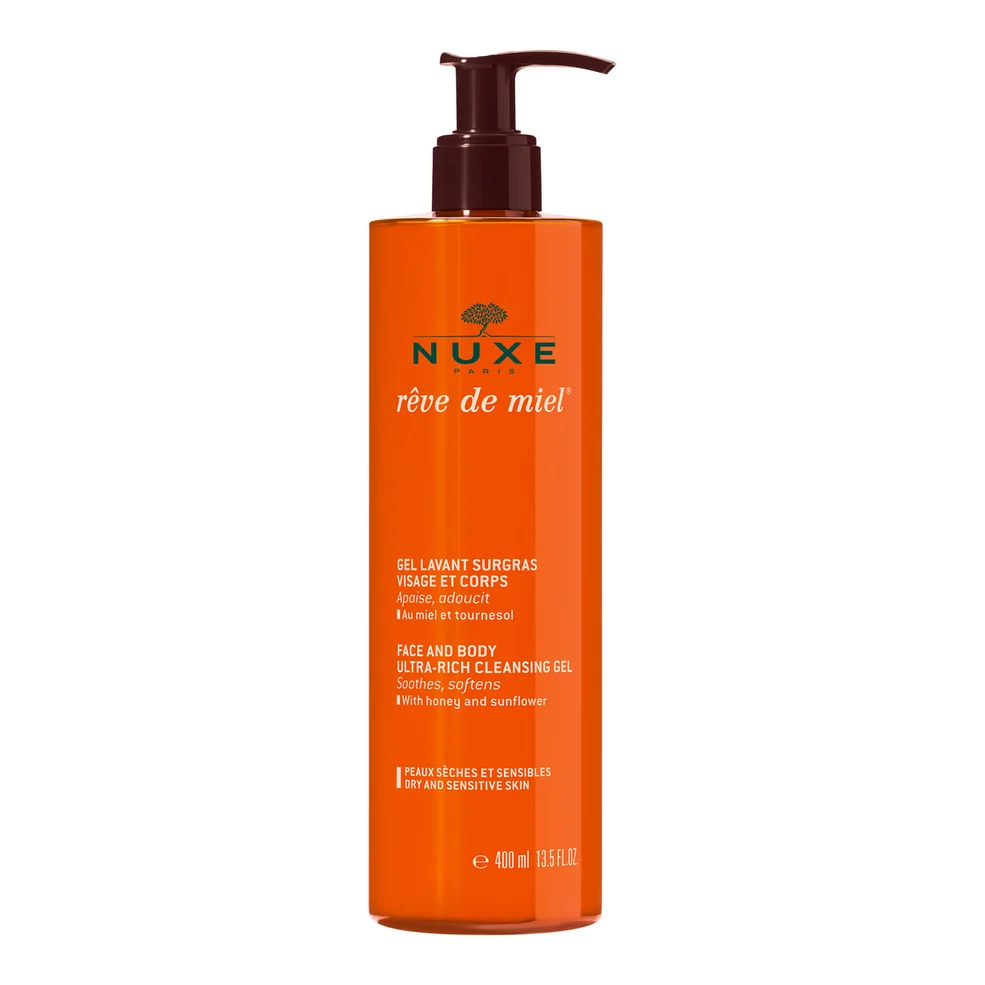 NUXE
PARIS
rêve de miel®
GEL LAVANT SURGRAS
VISAGE ET CORPS
Apaise, adoucit
Au miel et tournesol
FACE AND BODY
ULTRA-RICH CLEANSING GEL
Soothes, softens
With honey and sunflower
PEAUX SÈCHES ET SENSIBLES
DRY AND SENSITIVE SKIN
℮ 400 ml 13.5 FL.OZ.